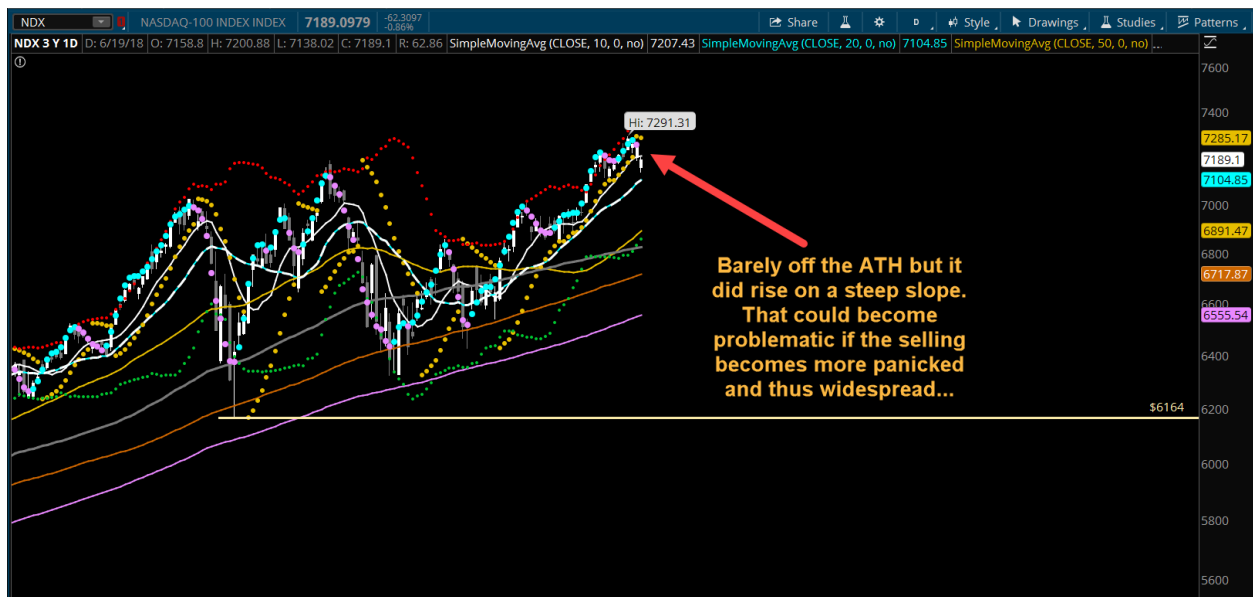 NDX
NASDAQ-100 INDEX INDEX
7189.0979
-62.3097
-0.86%
Share
D
Style
Drawings
Studies
Patterns
NDX 3 Y 1D D: 6/19/18 O: 7158.8 H: 7200.88 L: 7138.02 C: 7189.1 R: 62.86 SimpleMovingAvg (CLOSE, 10, 0, no) 7207.43 SimpleMovingAvg (CLOSE, 20, 0, no) 7104.85 SimpleMovingAvg (CLOSE, 50, 0, no) ...
7600
7400
Hi: 7291.31
7285.17
7189.1
7104.85
7000
6891.47
6800
6717.87
6600
6555.54
6400
6200
6000
5800
5600
Barely off the ATH but it
did rise on a steep slope.
That could become
problematic if the selling
becomes more panicked
and thus widespread...
$6164